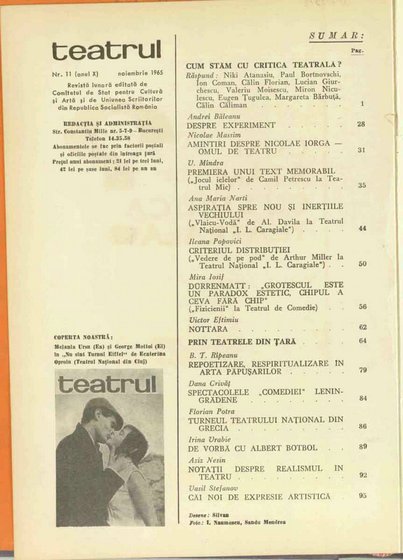 teatrul
Nr. 11 (anul X) noiembrie 1965
Revistă lunară editată de
Comitetul de Stat pentru Cultură
și Artă și de Uniunea Scriitorilor
din Republica Socialistă Română
REDACȚIA ȘI ADMINISTRAȚIA
Str. Constantin Mille nr. 5-7-9 - București
Telefon 14.35.58
Abonamentele se fac prin factorii poștali
și oficiile poștale din întreaga țară
Prețul unui abonament: 21 lei pe trei luni,
42 lei pe șase luni, 84 lei pe un an
COPERTA NOASTRĂ:
Melania Ursu (Ea) și George Motoi (El)
în „Nu sînt Turnul Eiffel" de Ecaterina
Oproiu (Teatrul Național din Cluj)
teatrul
SUMAR:
Pag.
CUM STĂM CU CRITICA TEATRALĂ?
Răspund: Niki Atanasiu, Paul Bortnovschi,
Ion Coman, Călin Florian, Lucian Giur-
chescu, Valeriu Moisescu, Miron Nicu-
lescu, Eugen Țugulea, Margareta Bărbuță,
Călin Căliman . . . 1
Andrei Băleanu
DESPRE EXPERIMENT . . . 28
Nicolae Massim
AMINTIRI DESPRE NICOLAE IORGA —
OMUL DE TEATRU . . . 31
U. Mindra
PREMIERA UNUI TEXT MEMORABIL
(„Jocul ielelor" de Camil Petrescu la Tea-
trul Mic) . . . 35
Ana Maria Narti
ASPIRAȚIA SPRE NOU ȘI INERȚIILE
VECHIULUI
(„Vlaicu-Vodă" de Al. Davila la Teatrul
Național „I. L. Caragiale") . . . 44
Ileana Popovici
CRITERIUL DISTRIBUȚIEI
(„Vedere de pe pod" de Arthur Miller la
Teatrul Național „I. L. Caragiale") . . 50
Mira Iosif
DÜRRENMATT: „GROTESCUL ESTE
UN PARADOX ESTETIC, CHIPUL A
CEVA FĂRĂ CHIP"
(„Fizicienii" la Teatrul de Comedie) . . . 56
Victor Eftimiu
NOTTARA . . . 62
PRIN TEATRELE DIN ȚARĂ 64
B. T. Rîpeanu
REPOETIZARE, RESPIRITUALIZARE IN
ARTA PĂPUȘARILOR . . . 79
Dana Crivăț
SPECTACOLELE „COMEDIEI" LENIN-
GRĂDENE . . . 84
Florian Potra
TURNEUL TEATRULUI NAȚIONAL DIN
GRECIA . . . 86
Irina Urabie
DE VORBĂ CU ALBERT BOTBOL . . 89
Aziz Nesin
NOTAȚII DESPRE REALISMUL IN
TEATRU . . . 92
Vasil Stefanov
CĂI NOI DE EXPRESIE ARTISTICĂ 95
Desene: Silvan
Foto: I. Naumescu, Sandu Mendrea